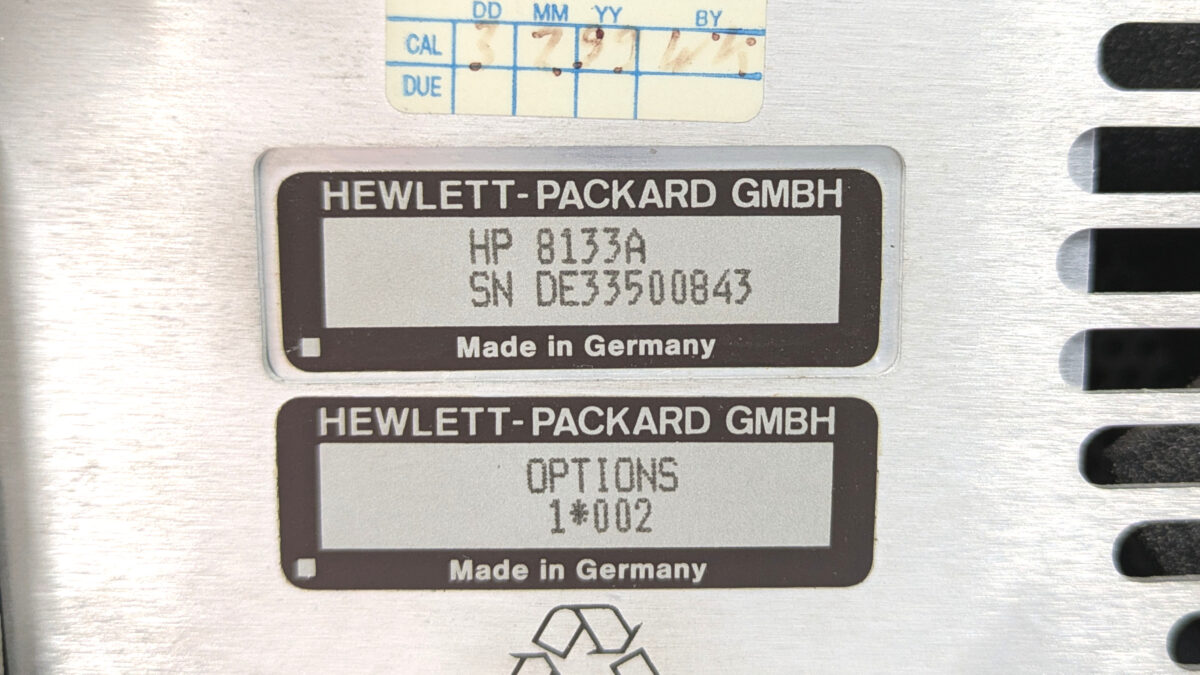 DD MM YY BY
CAL 3
DUE
HEWLETT-PACKARD GMBH
HP 8133A
SN DE33500843
Made in Germany
HEWLETT-PACKARD GMBH
OPTIONS
1*002
Made in Germany